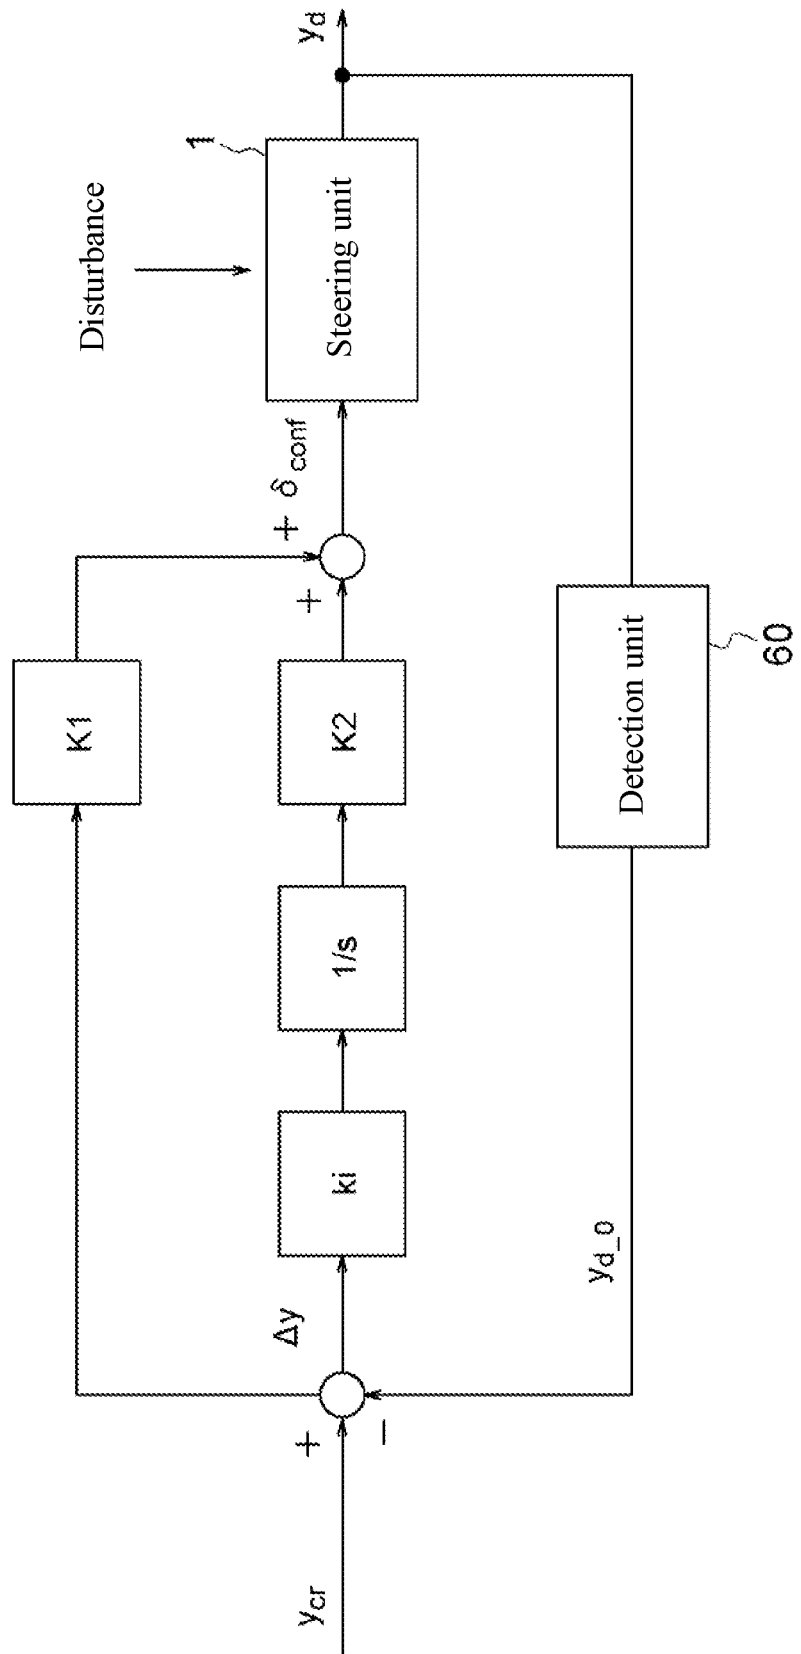 y_cr
+
−
Δy
ki
1/s
K2
K1
+
+
δ_conf
Disturbance
1
Steering unit
y_d
y_d_0
Detection unit
60